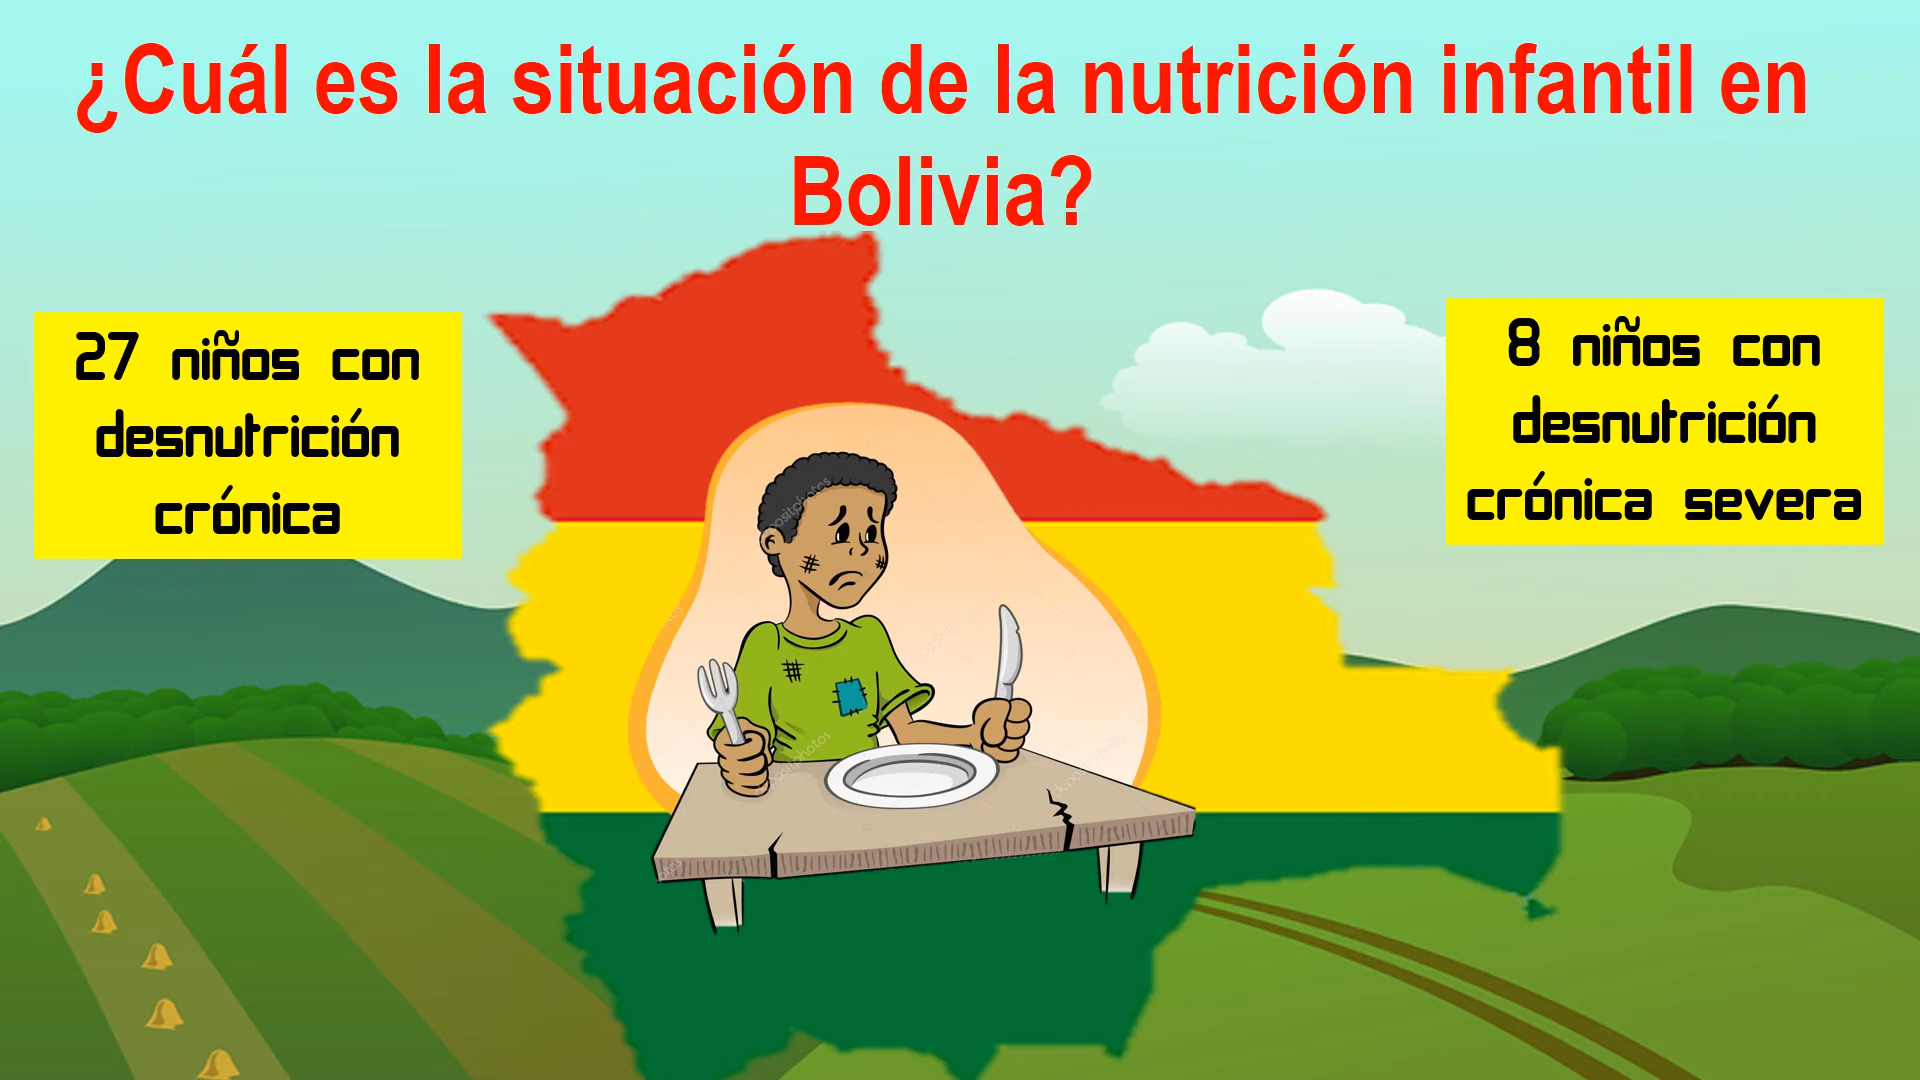 ¿Cuál es la situación de la nutrición infantil en
Bolivia?
27 niños con
desnutrición
crónica
8 niños con
desnutrición
crónica severa
depositphotos